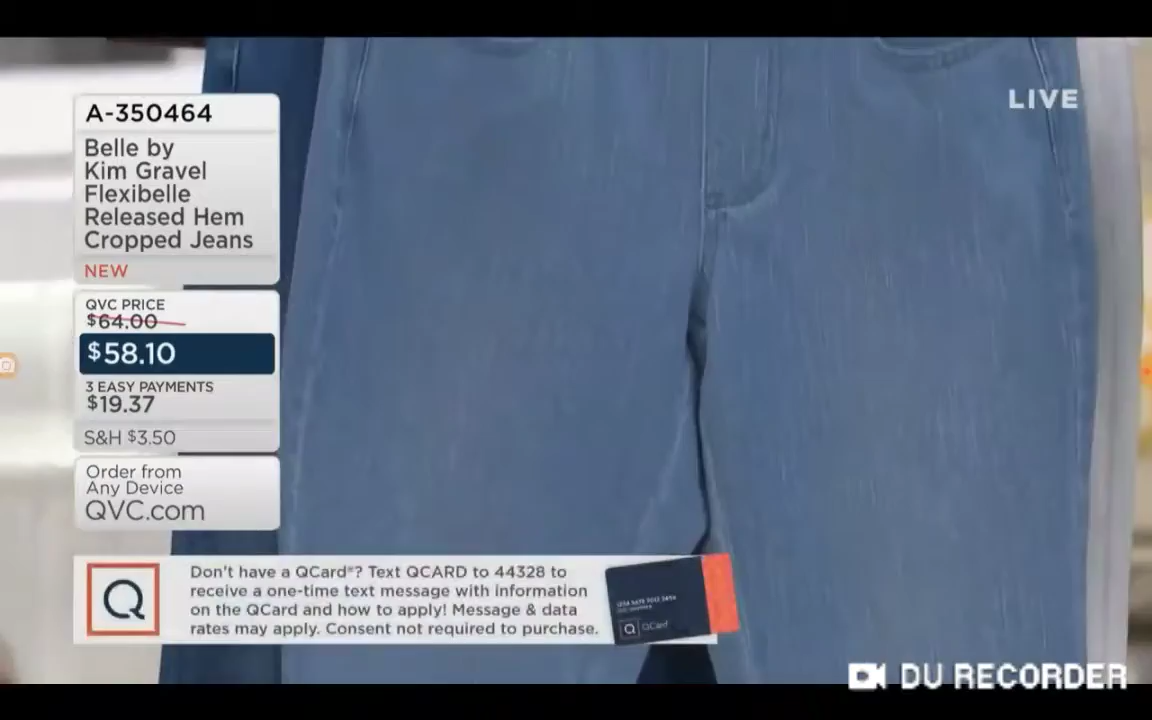 A-350464
Belle by
Kim Gravel
Flexibelle
Released Hem
Cropped Jeans
NEW
QVC PRICE
$64.00
$58.10
3 EASY PAYMENTS
$19.37
S&H $3.50
Order from
Any Device
QVC.com
LIVE
Don't have a QCard®? Text QCARD to 44328 to
receive a one-time text message with information
on the QCard and how to apply! Message & data
rates may apply. Consent not required to purchase.
Q
Q QCard
DU RECORDER